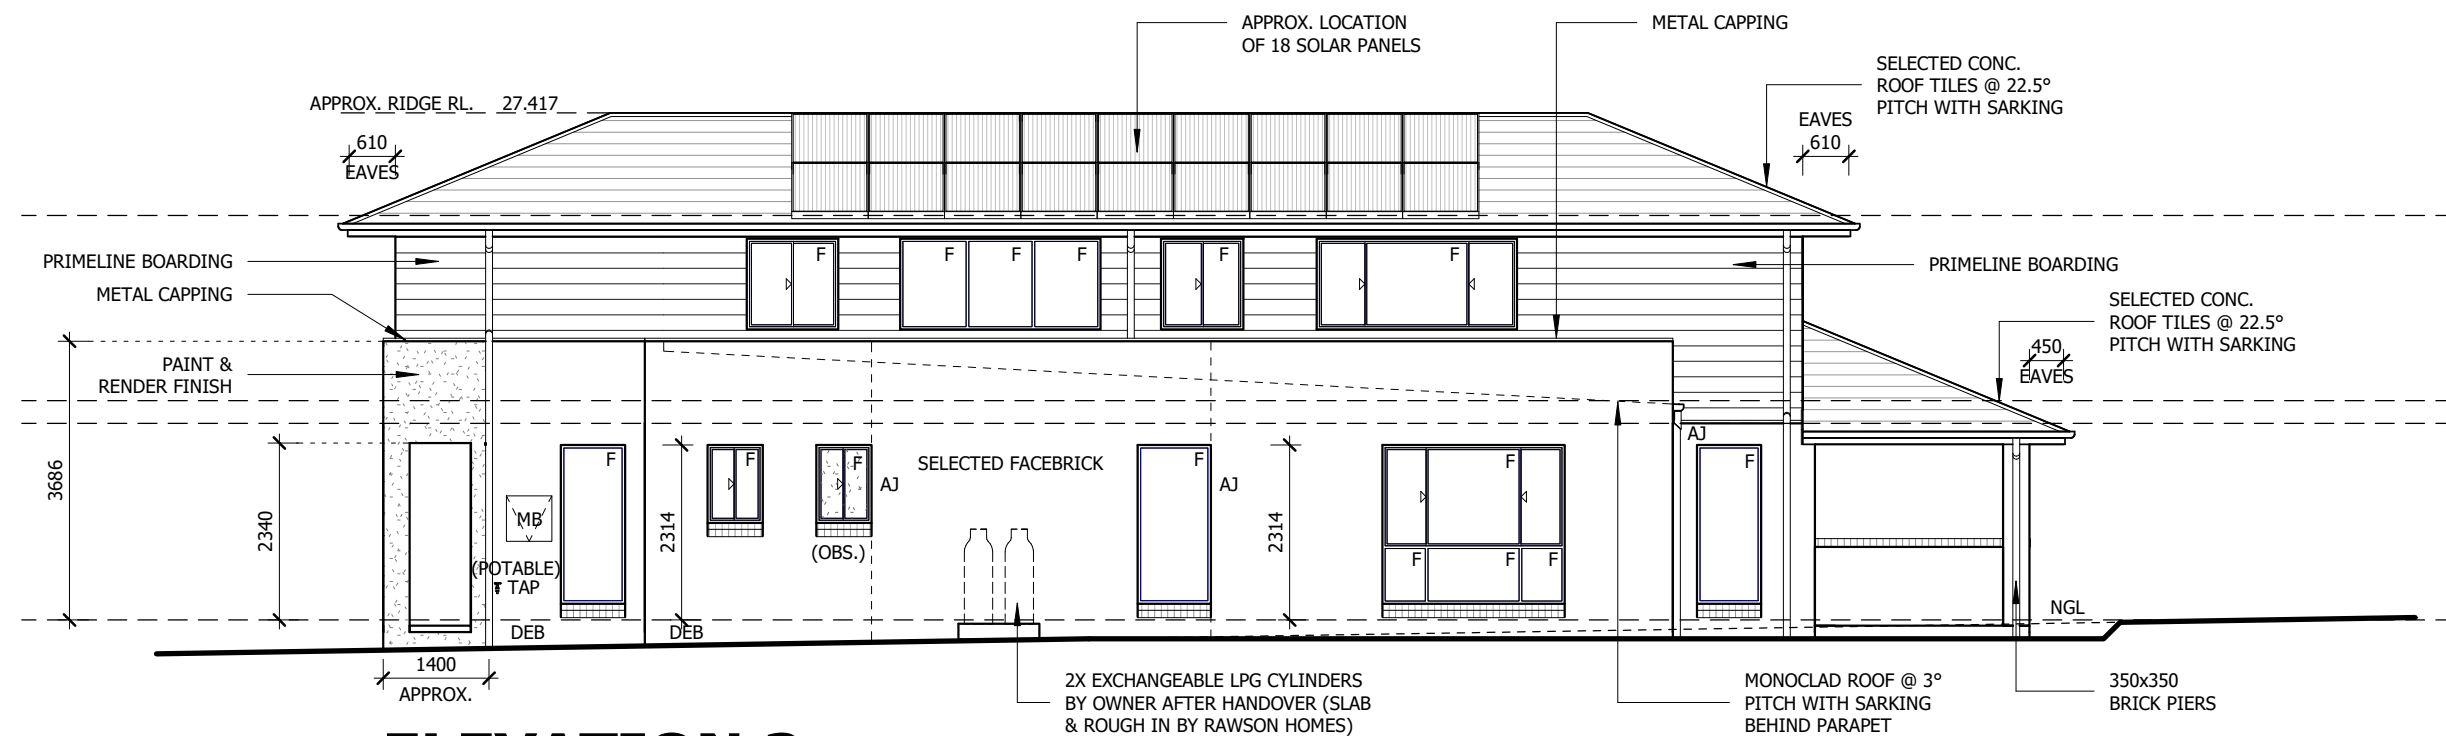 APPROX. LOCATION
OF 18 SOLAR PANELS
METAL CAPPING
SELECTED CONC.
ROOF TILES @ 22.5°
PITCH WITH SARKING
APPROX. RIDGE RL. 27.417
610
EAVES
EAVES
610
PRIMELINE BOARDING
METAL CAPPING
F
F
F
F
F
F
PRIMELINE BOARDING
SELECTED CONC.
ROOF TILES @ 22.5°
PITCH WITH SARKING
450
EAVES
PAINT &
RENDER FINISH
3686
2340
MB
(POTABLE)
TAP
F
DEB
DEB
2314
F
F
(OBS.)
AJ
SELECTED FACEBRICK
F
AJ
2314
F
F
F
F
AJ
F
NGL
1400
APPROX.
2X EXCHANGEABLE LPG CYLINDERS
BY OWNER AFTER HANDOVER (SLAB
& ROUGH IN BY RAWSON HOMES)
MONOCLAD ROOF @ 3°
PITCH WITH SARKING
BEHIND PARAPET
350x350
BRICK PIERS